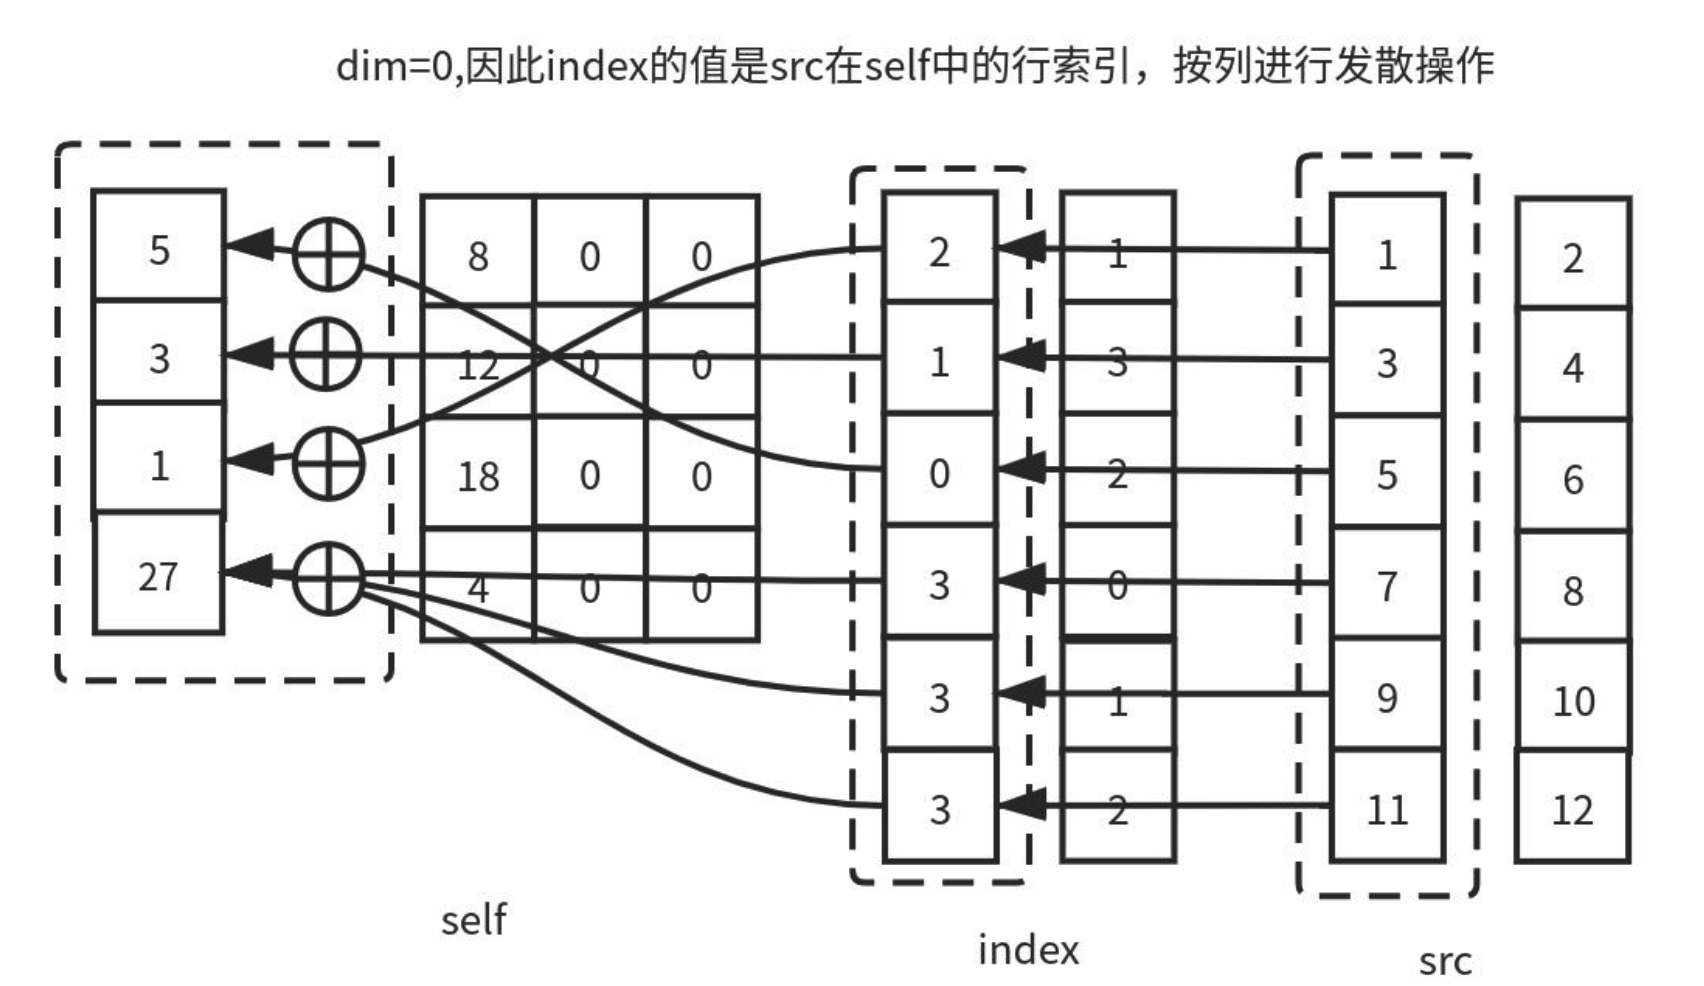 dim=0,因此index的值是src在self中的行索引，按列进行发散操作
5 8 0 0 2 1 1 2
3 12 0 0 1 3 3 4
1 18 0 0 0 2 5 6
27 4 0 0 3 0 7 8
3 1 9 10
3 2 11 12
self
index
src